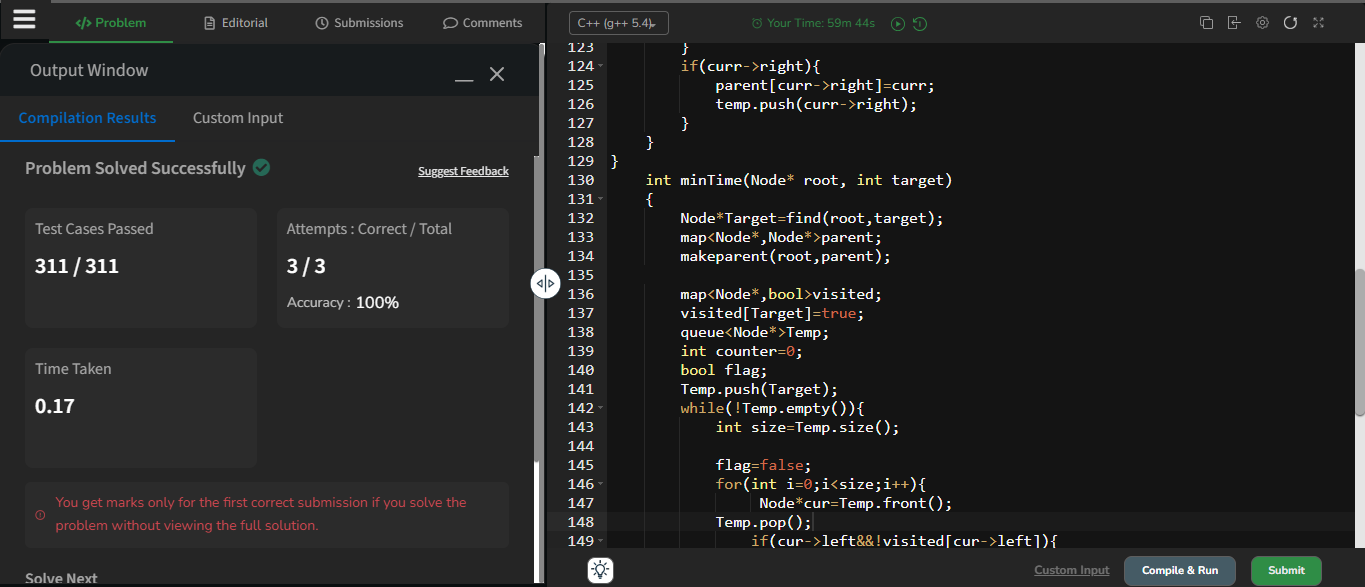 Problem
Editorial
Submissions
Comments
Output Window
Compilation Results
Custom Input
Problem Solved Successfully
Suggest Feedback
Test Cases Passed
311 / 311
Attempts : Correct / Total
3 / 3
Accuracy : 100%
Time Taken
0.17
You get marks only for the first correct submission if you solve the
problem without viewing the full solution.
Solve Next
C++ (g++ 5.4)
Your Time: 59m 44s
123 }
124 if(curr->right){
125 parent[curr->right]=curr;
126 temp.push(curr->right);
127 }
128 }
129 }
130 int minTime(Node* root, int target)
131 {
132 Node*Target=find(root,target);
133 map<Node*,Node*>parent;
134 makeparent(root,parent);
135
136 map<Node*,bool>visited;
137 visited[Target]=true;
138 queue<Node*>Temp;
139 int counter=0;
140 bool flag;
141 Temp.push(Target);
142 while(!Temp.empty()){
143 int size=Temp.size();
144
145 flag=false;
146 for(int i=0;i<size;i++){
147 Node*cur=Temp.front();
148 Temp.pop();
149 if(cur->left&&!visited[cur->left]){
Custom Input
Compile & Run
Submit